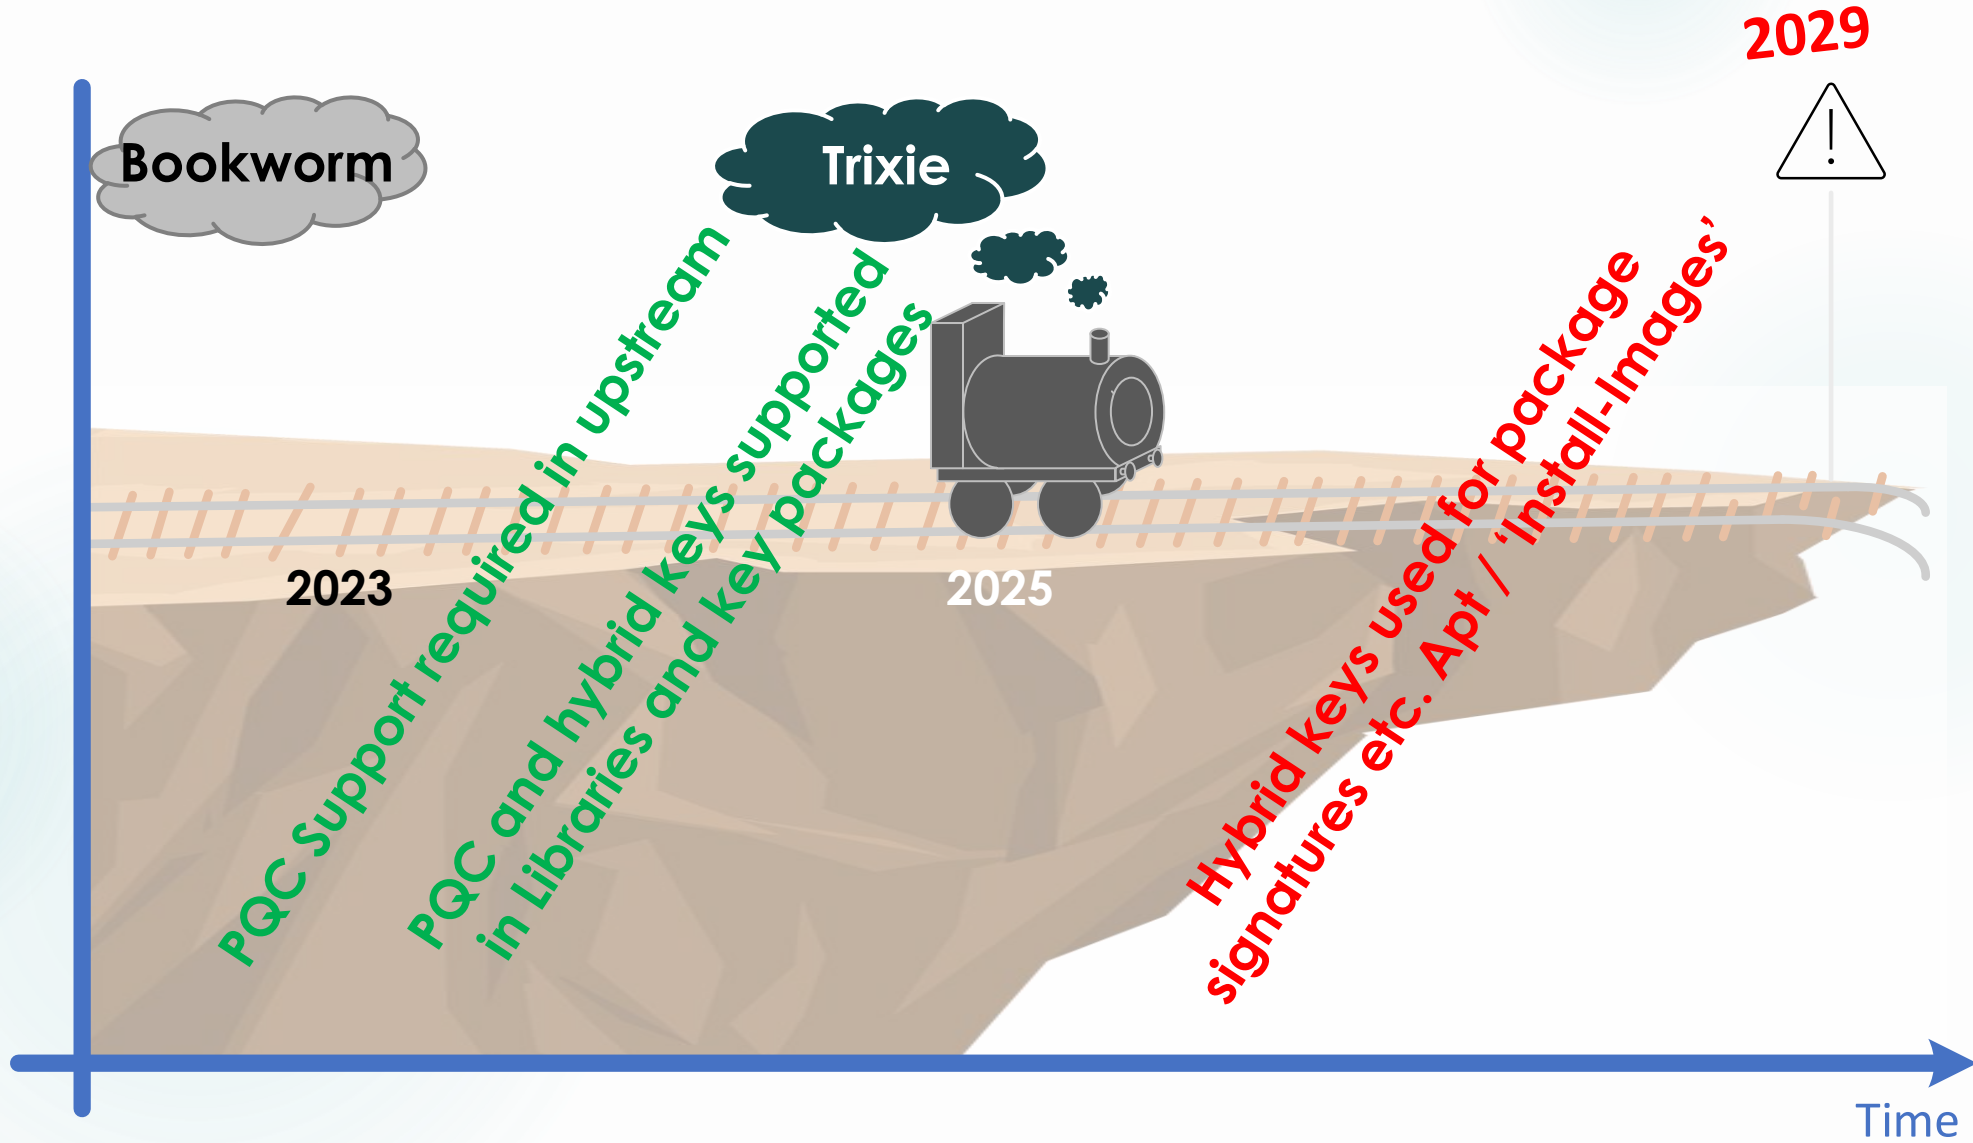 2029
Bookworm
Trixie
2023
2025
PQC Support required in upstream
PQC and hybrid keys supported
in Libraries and key packages
Hybrid keys used for package
signatures etc. Apt / ‘Install-Images’
Time